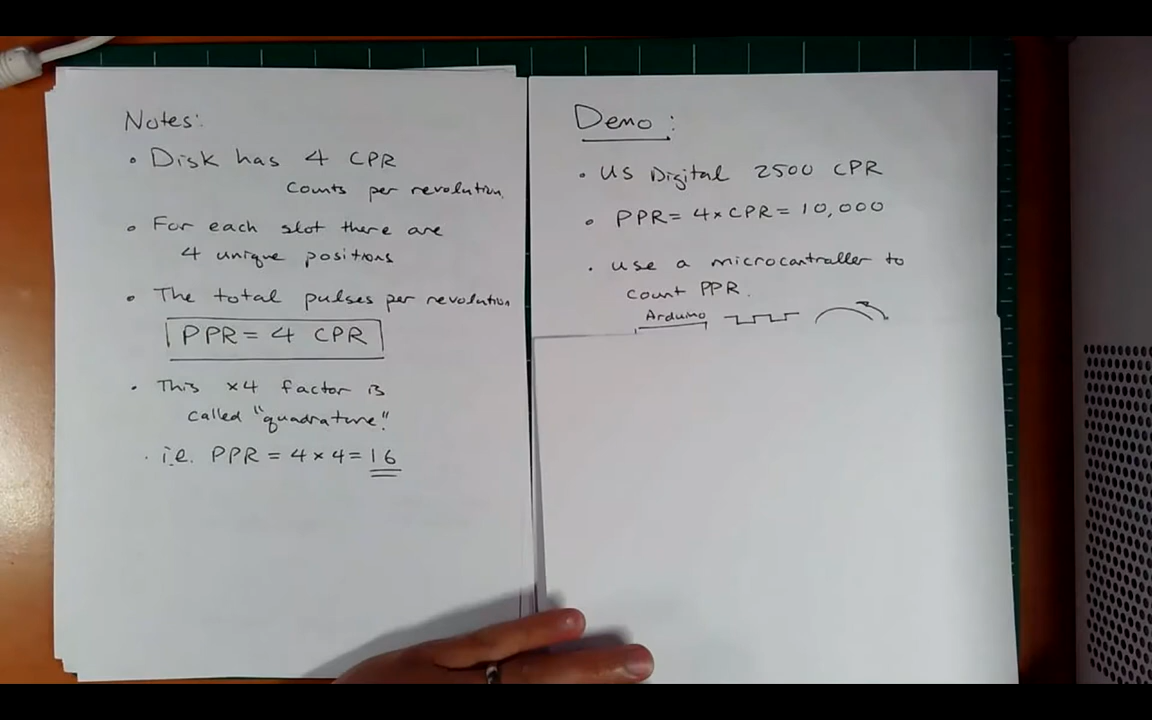 Notes:
• Disk has 4 CPR
Counts per revolution.
• For each slot there are
4 unique positions
• The total pulses per revolution
PPR = 4 CPR
• This x4 factor is
called "quadrature".
• i.e. PPR = 4 × 4 = 16
Demo:
• US Digital 2500 CPR
• PPR = 4 × CPR = 10,000
• use a microcontroller to
count PPR.
Arduino